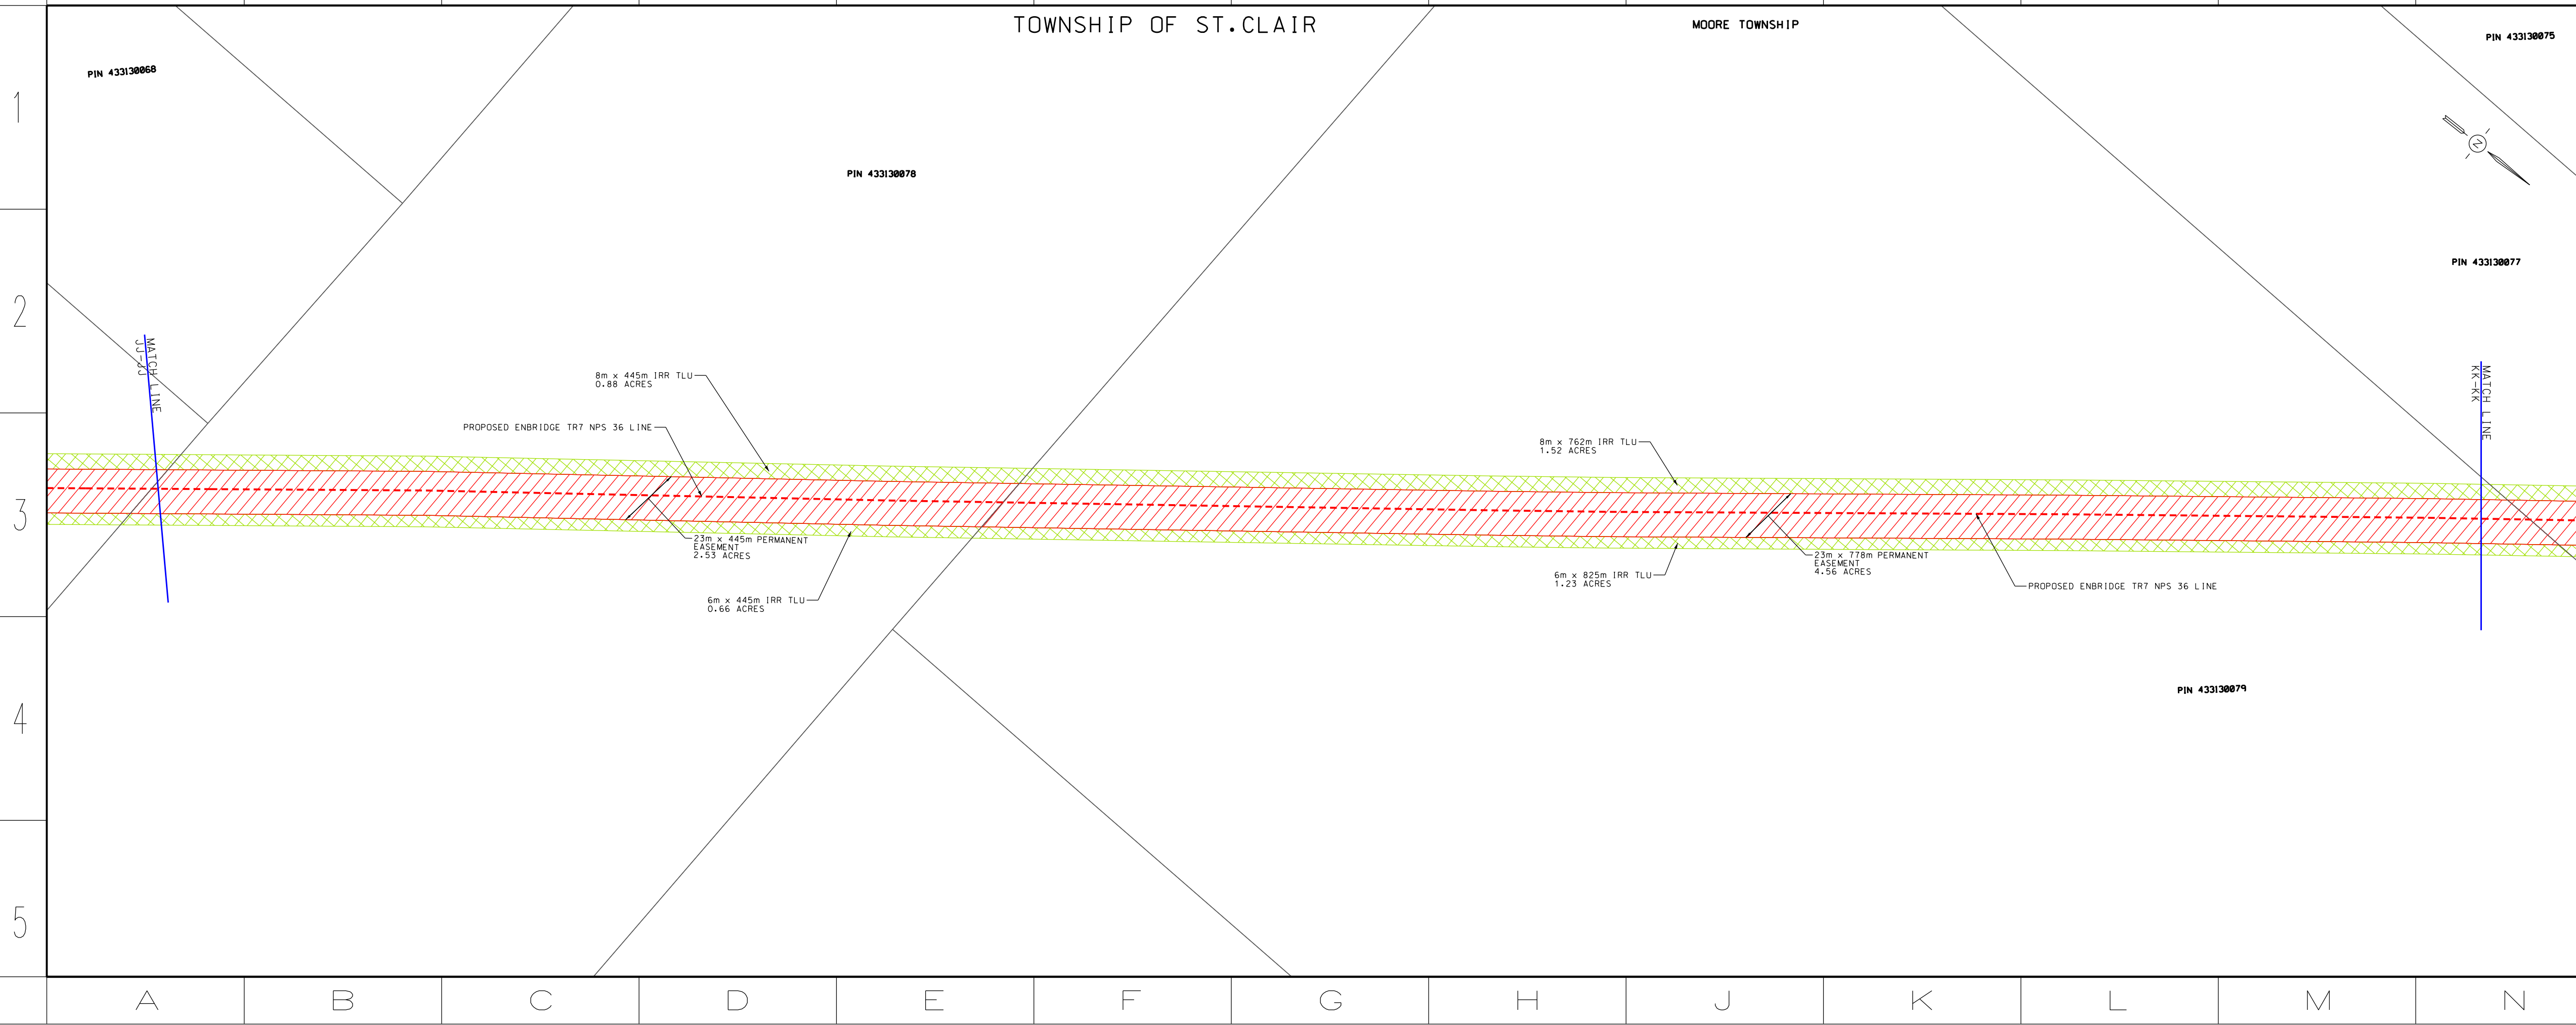 TOWNSHIP OF ST.CLAIR
MOORE TOWNSHIP
PIN 433130075
PIN 433130068
1
N
PIN 433130078
PIN 433130077
2
MATCH LINE
JJ-JJ
MATCH LINE
KK-KK
8m x 445m IRR TLU
0.88 ACRES
PROPOSED ENBRIDGE TR7 NPS 36 LINE
8m x 762m IRR TLU
1.52 ACRES
3
23m x 445m PERMANENT
EASEMENT
2.53 ACRES
23m x 778m PERMANENT
EASEMENT
4.56 ACRES
6m x 825m IRR TLU
1.23 ACRES
PROPOSED ENBRIDGE TR7 NPS 36 LINE
6m x 445m IRR TLU
0.66 ACRES
4
PIN 433130079
5
A
B
C
D
E
F
G
H
J
K
L
M
N